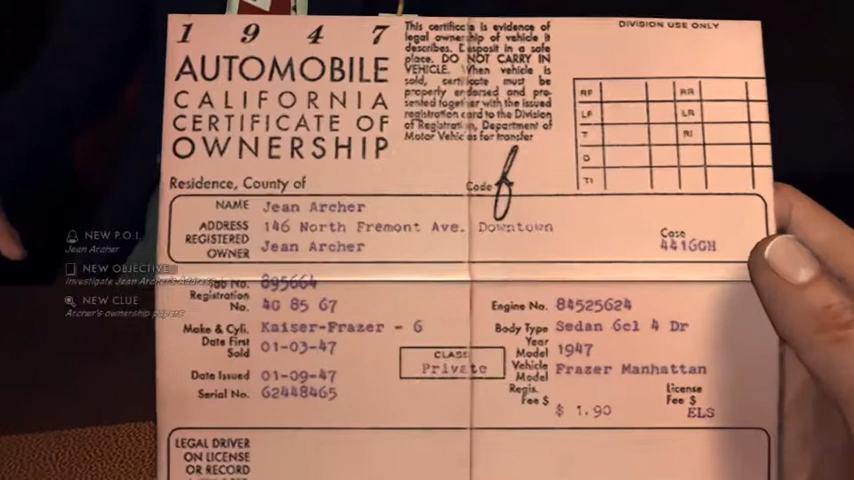 1 9 4 7
AUTOMOBILE
CALIFORNIA
CERTIFICATE OF
OWNERSHIP
This certificate is evidence of
legal ownership of vehicle it
describes. Deposit in a safe
place. DO NOT CARRY IN
VEHICLE. When vehicle is
sold, certificate must be
properly endorsed and pre-
sented together with the issued
registration card to the Division
of Registration, Department of
Motor Vehicles for transfer
DIVISION USE ONLY
RF RR
LF LR
T RI
D
TI
Residence, County of
Code
NAME Jean Archer
ADDRESS 146 North Fremont Ave. Downtown
REGISTERED OWNER Jean Archer
Case
4416GH
NEW P.O.I.
Jean Archer
NEW OBJECTIVE
Investigate Jean Archer's Address
NEW CLUE
Archer's ownership papers
No. 895664
Registration No. 40 85 67
Make & Cyli. Kaiser-Frazer - 6
Date First Sold 01-03-47
Date Issued 01-09-47
Serial No. 62448465
CLASS
Private
Engine No. 84525624
Body Type Sedan 6cl 4 Dr
Year Model 1947
Vehicle Model Frazer Manhattan
Regis. Fee $ $ 1.90
License Fee $ ELS
LEGAL DRIVER
ON LICENSE
OR RECORD